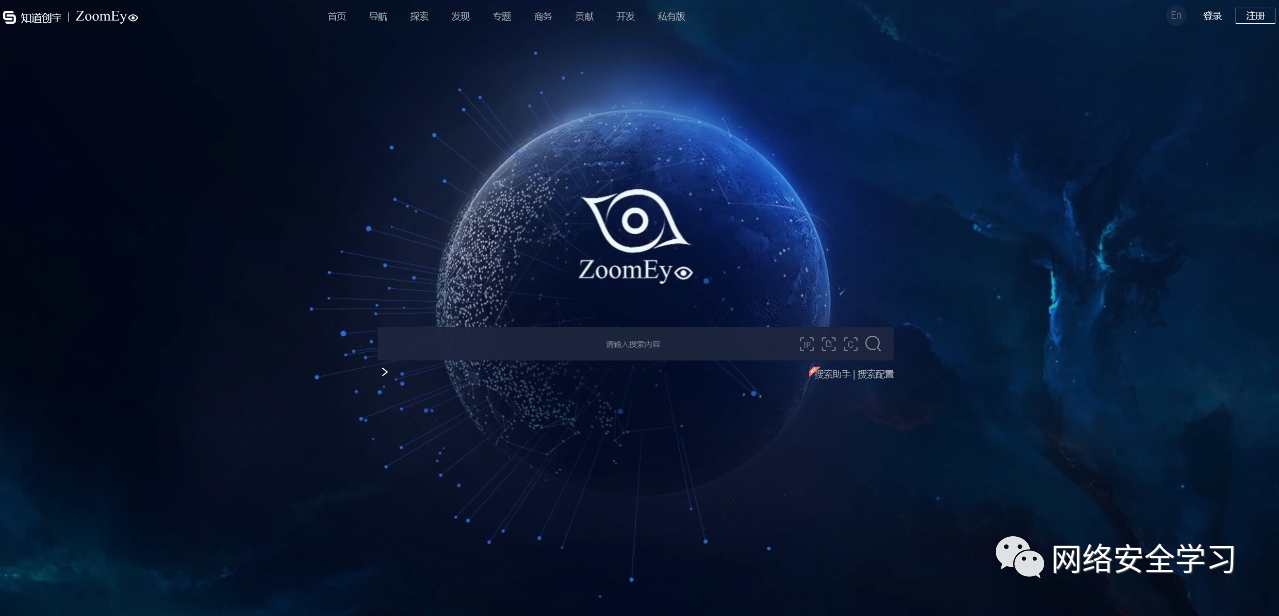 知道创宇 | ZoomEye
首页 导航 探索 发现 专题 商务 贡献 开发 私有版
En 登录 注册
ZoomEye
请输入搜索内容 IP D C
搜索助手 | 搜索配置
网络安全学习